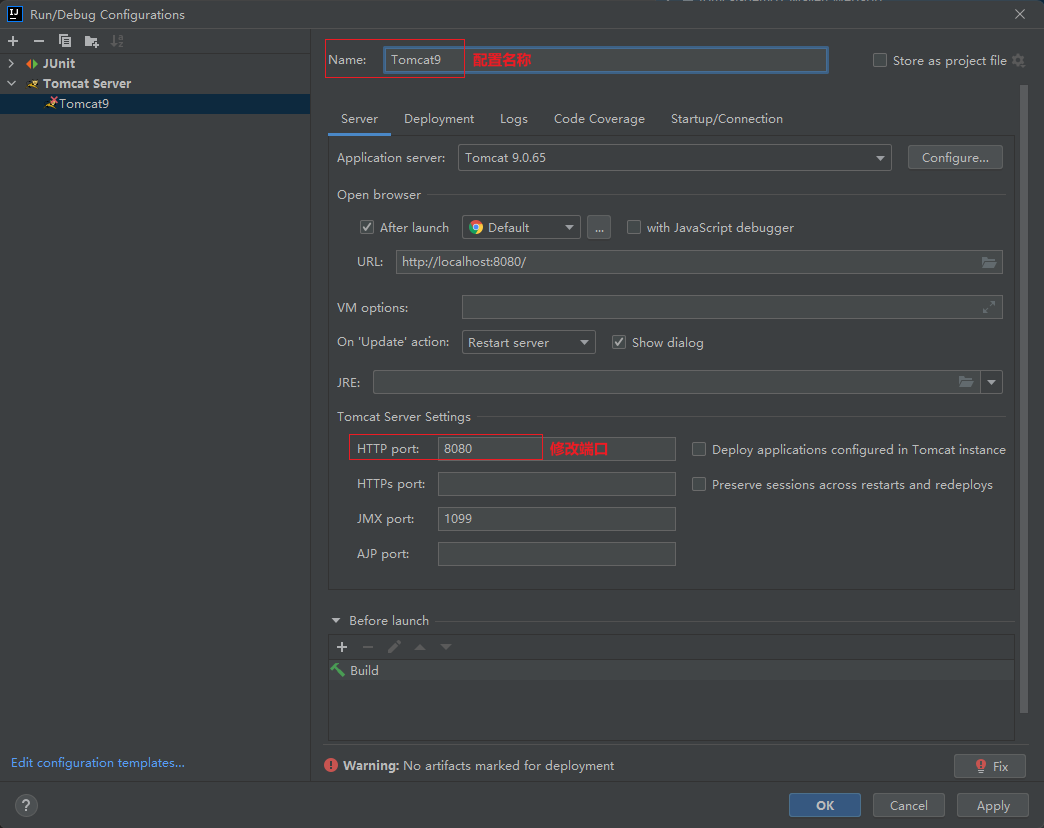 Run/Debug Configurations
JUnit
Tomcat Server
Tomcat9
Name: Tomcat9 配置名称 Store as project file
Server Deployment Logs Code Coverage Startup/Connection
Application server: Tomcat 9.0.65 Configure...
Open browser
After launch Default ... with JavaScript debugger
URL: http://localhost:8080/
VM options:
On 'Update' action: Restart server Show dialog
JRE:
Tomcat Server Settings
HTTP port: 8080 修改端口 Deploy applications configured in Tomcat instance
HTTPs port: Preserve sessions across restarts and redeploys
JMX port: 1099
AJP port:
Before launch
Build
Edit configuration templates...
Warning: No artifacts marked for deployment Fix
? OK Cancel Apply